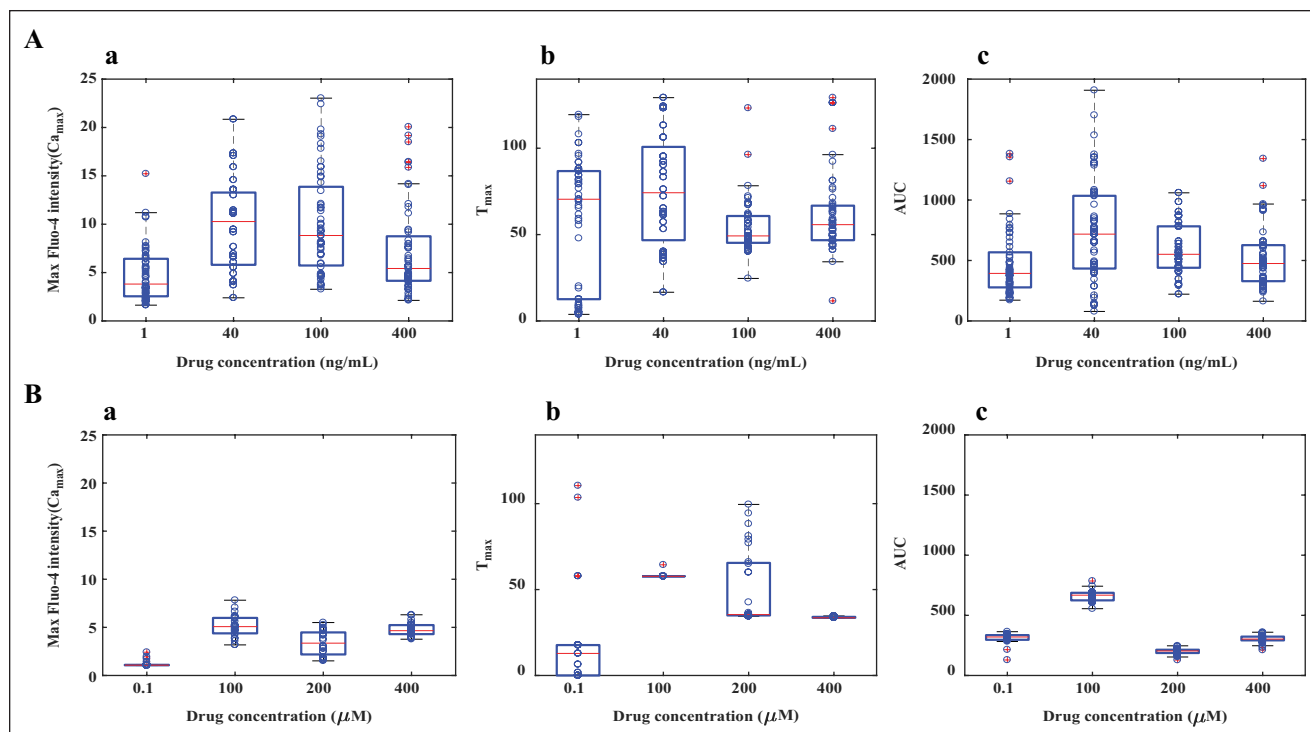 A
a
b
c
Max Fluo-4 intensity(Ca_max)
25
20
15
10
5
0
1
40
100
400
Drug concentration (ng/mL)
T_max
100
50
0
1
40
100
400
Drug concentration (ng/mL)
AUC
2000
1500
1000
500
0
1
40
100
400
Drug concentration (ng/mL)
B
a
b
c
Max Fluo-4 intensity(Ca_max)
25
20
15
10
5
0
0.1
100
200
400
Drug concentration (μM)
T_max
100
50
0
0.1
100
200
400
Drug concentration (μM)
AUC
2000
1500
1000
500
0
0.1
100
200
400
Drug concentration (μM)